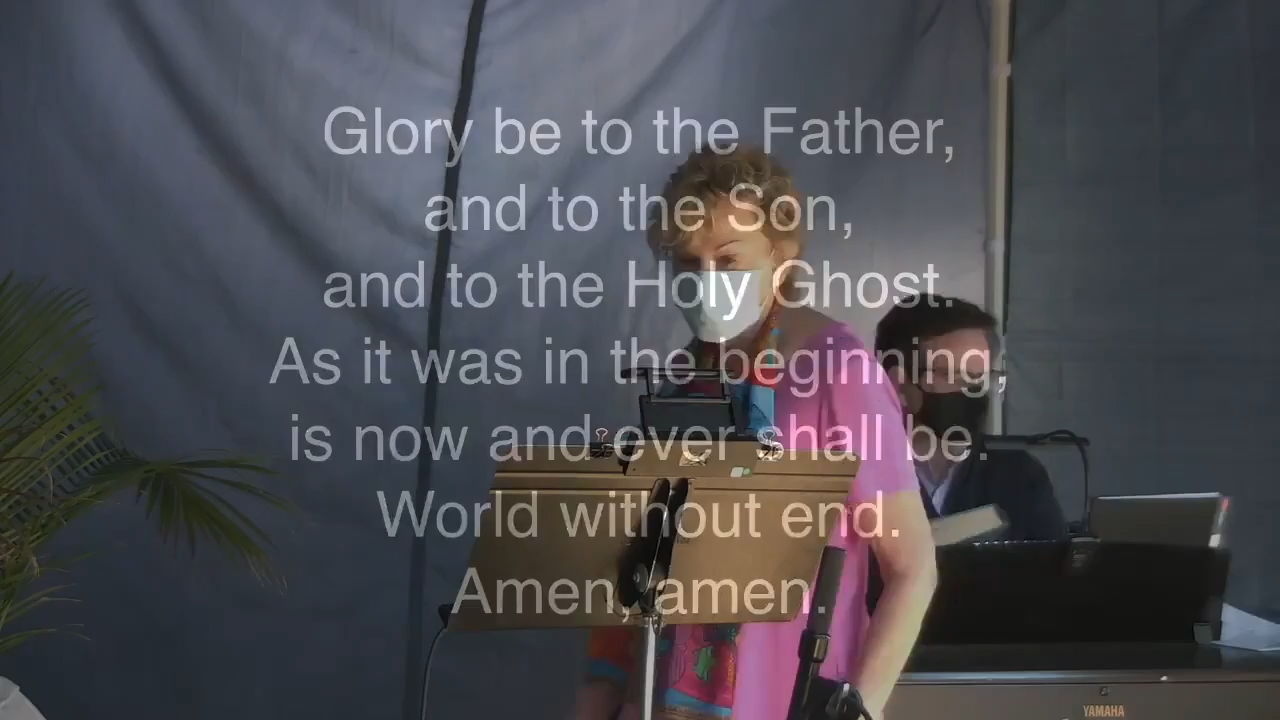 Glory be to the Father,
and to the Son,
and to the Holy Ghost.
As it was in the beginning,
is now and ever shall be.
World without end.
Amen, amen.
YAMAHA